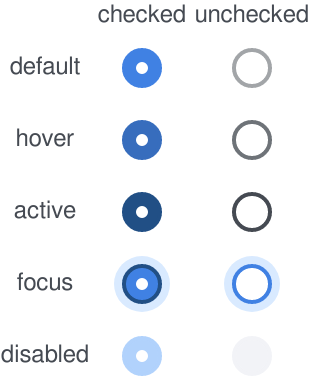 checked unchecked
default
hover
active
focus
disabled